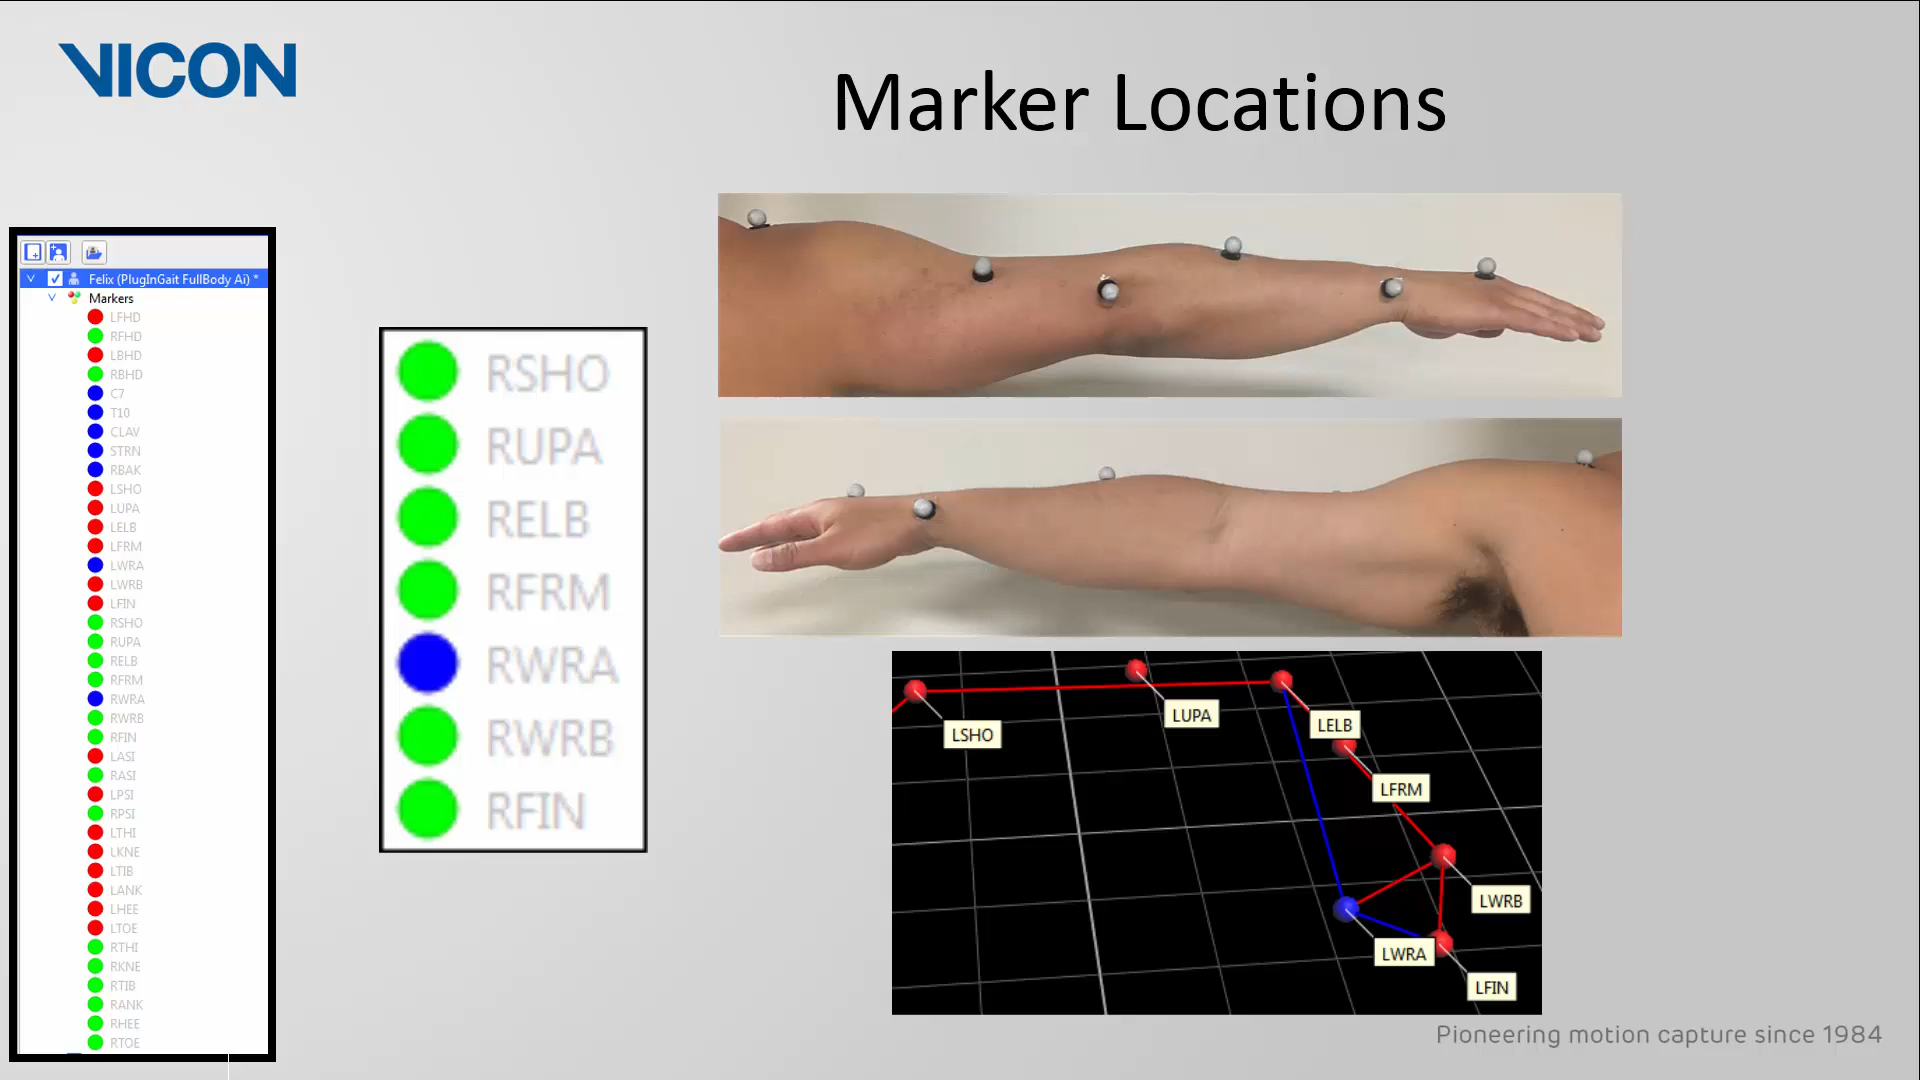 VICON
Marker Locations
Felix (PlugInGait FullBody Ai) *
Markers
LFHD
RFHD
LBHD
RBHD
C7
T10
CLAV
STRN
RBAK
LSHO
LUPA
LELB
LFRM
LWRA
LWRB
LFIN
RSHO
RUPA
RELB
RFRM
RWRA
RWRB
RFIN
LASI
RASI
LPSI
RPSI
LTHI
LKNE
LTIB
LANK
LHEE
LTOE
RTHI
RKNE
RTIB
RANK
RHEE
RTOE
RSHO
RUPA
RELB
RFRM
RWRA
RWRB
RFIN
LSHO
LUPA
LELB
LFRM
LWRB
LWRA
LFIN
Pioneering motion capture since 1984